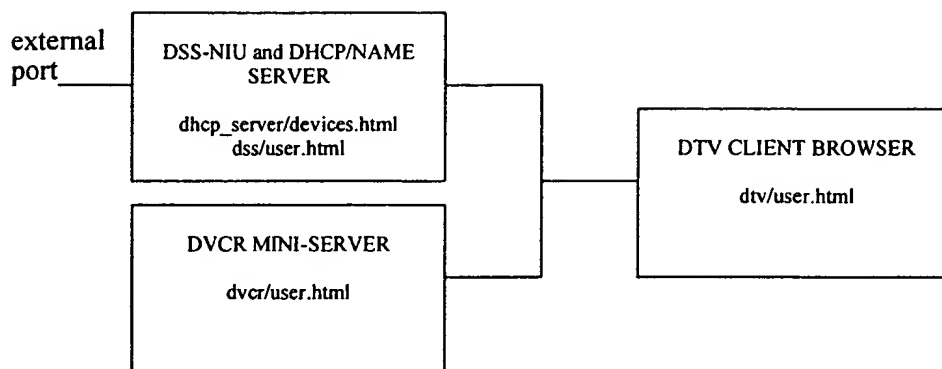 external
port
DSS-NIU and DHCP/NAME
SERVER
dhcp_server/devices.html
dss/user.html
DTV CLIENT BROWSER
dtv/user.html
DVCR MINI-SERVER
dvcr/user.html